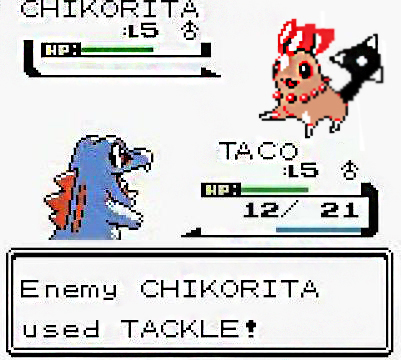 CHIKORITA
:L5 ♂
HP:
TACO
:L5 ♂
HP:
12/ 21
Enemy CHIKORITA
used TACKLE!